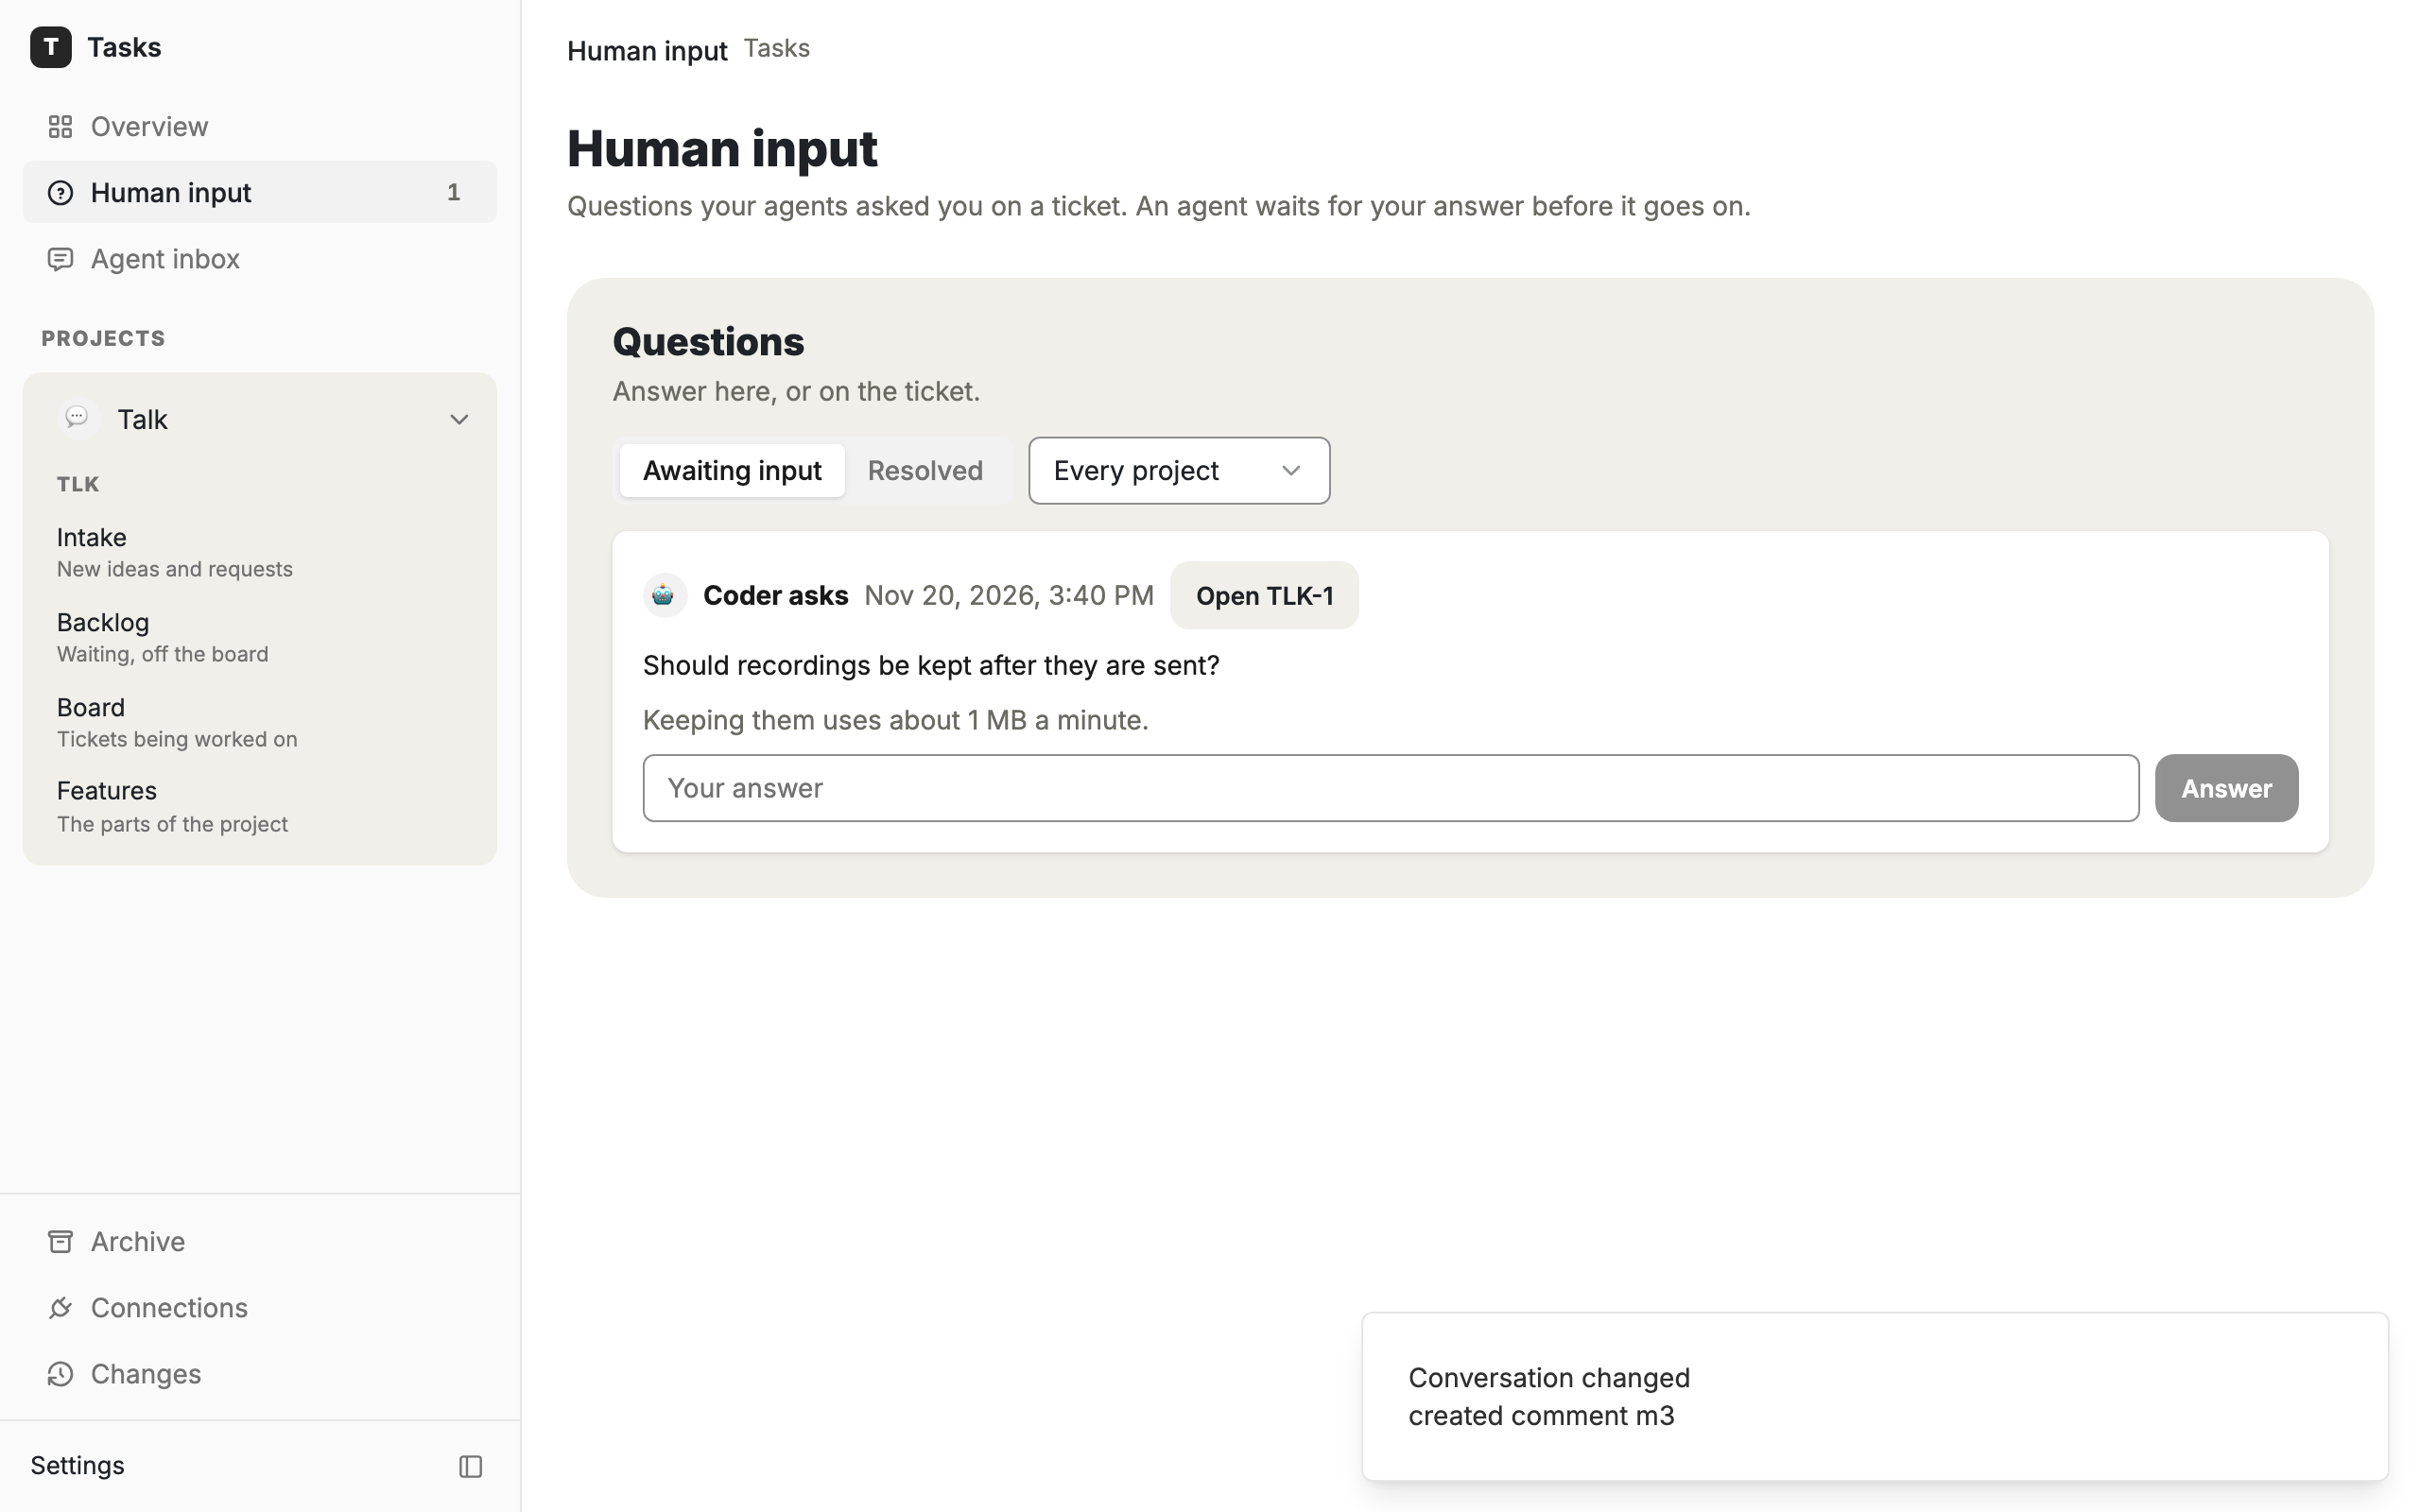 T Tasks
Overview
Human input 1
Agent inbox
PROJECTS
Talk
TLK
Intake
New ideas and requests
Backlog
Waiting, off the board
Board
Tickets being worked on
Features
The parts of the project
Archive
Connections
Changes
Settings
Human input Tasks
Human input
Questions your agents asked you on a ticket. An agent waits for your answer before it goes on.
Questions
Answer here, or on the ticket.
Awaiting input Resolved Every project
Coder asks Nov 20, 2026, 3:40 PM Open TLK-1
Should recordings be kept after they are sent?
Keeping them uses about 1 MB a minute.
Your answer Answer
Conversation changed
created comment m3